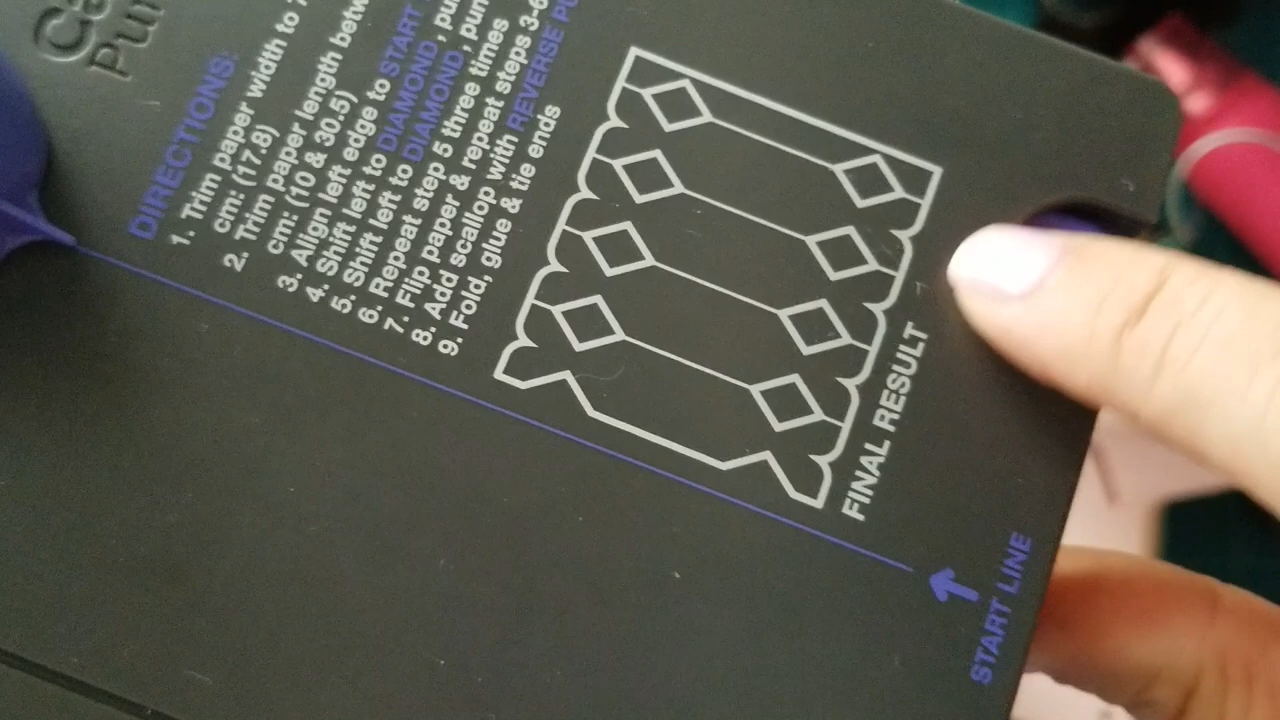 Ca
Pu
DIRECTIONS:
1. Trim paper width to
cm: (17.8)
2. Trim paper length
cm: (10 & 30.5)
3. Align left edge to START
4. Shift left to DIAMOND,
5. Shift left to DIAMOND,
6. Repeat step 5 three times
7. Flip paper & repeat steps 3-6
8. Add scallop with REVERSE
9. Fold, glue & tie ends
FINAL RESULT
START LINE